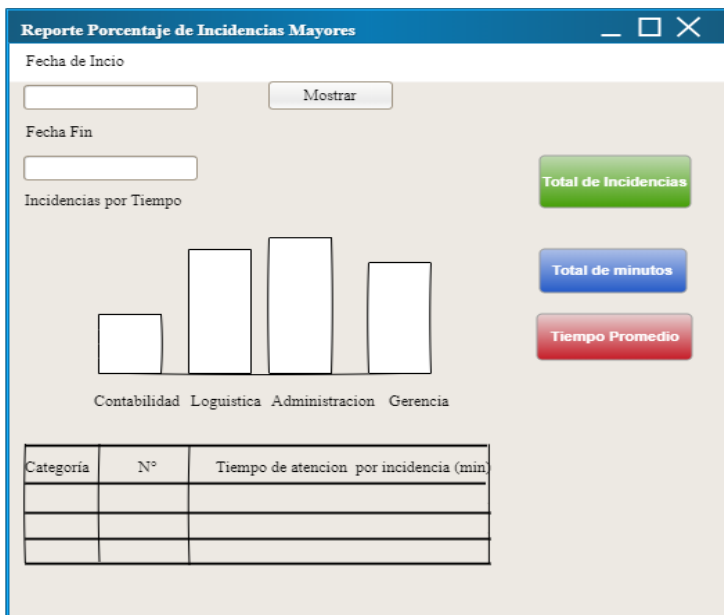 Reporte Porcentaje de Incidencias Mayores
Fecha de Incio
Mostrar
Fecha Fin
Total de Incidencias
Incidencias por Tiempo
Total de minutos
Tiempo Promedio
Contabilidad Loguistica Administracion Gerencia
Categoría N° Tiempo de atencion por incidencia (min)